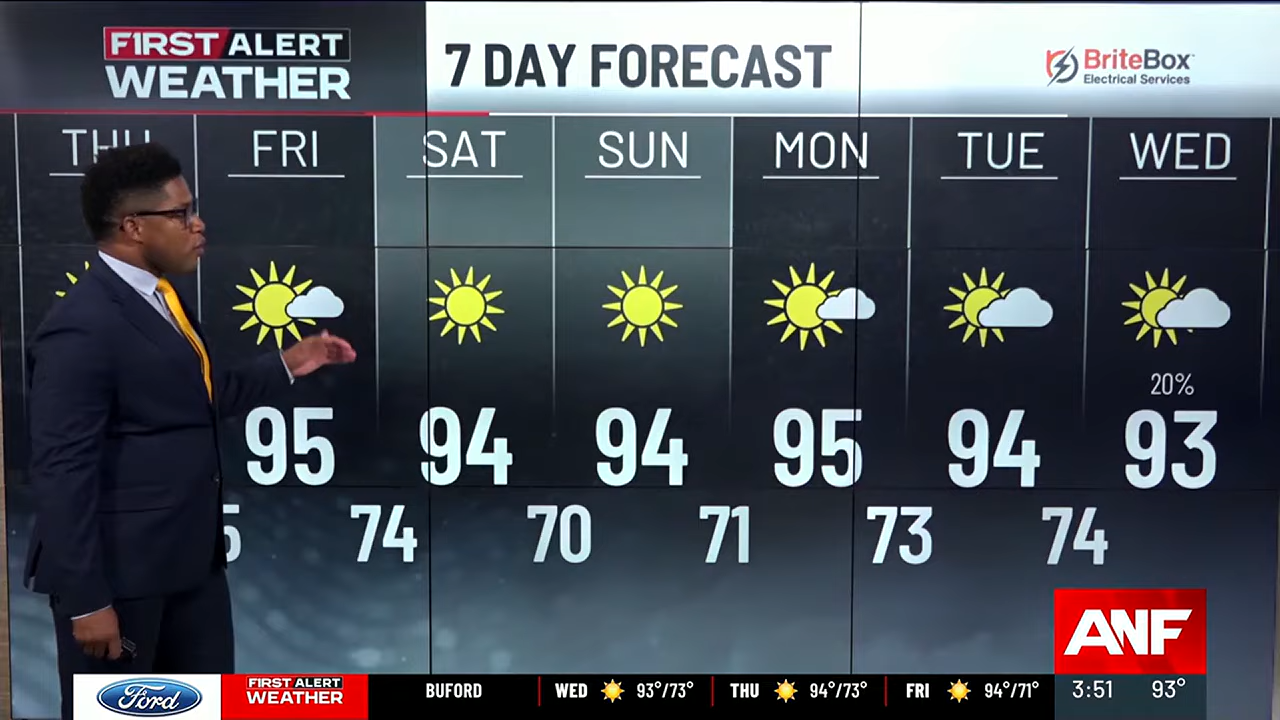 FIRST ALERT
WEATHER
7 DAY FORECAST
BriteBox
Electrical Services
THU FRI SAT SUN MON TUE WED
20%
95 94 94 95 94 93
5 74 70 71 73 74
ANF
Ford
FIRST ALERT
WEATHER
BUFORD WED 93°/73° THU 94°/73° FRI 94°/71° 3:51 93°